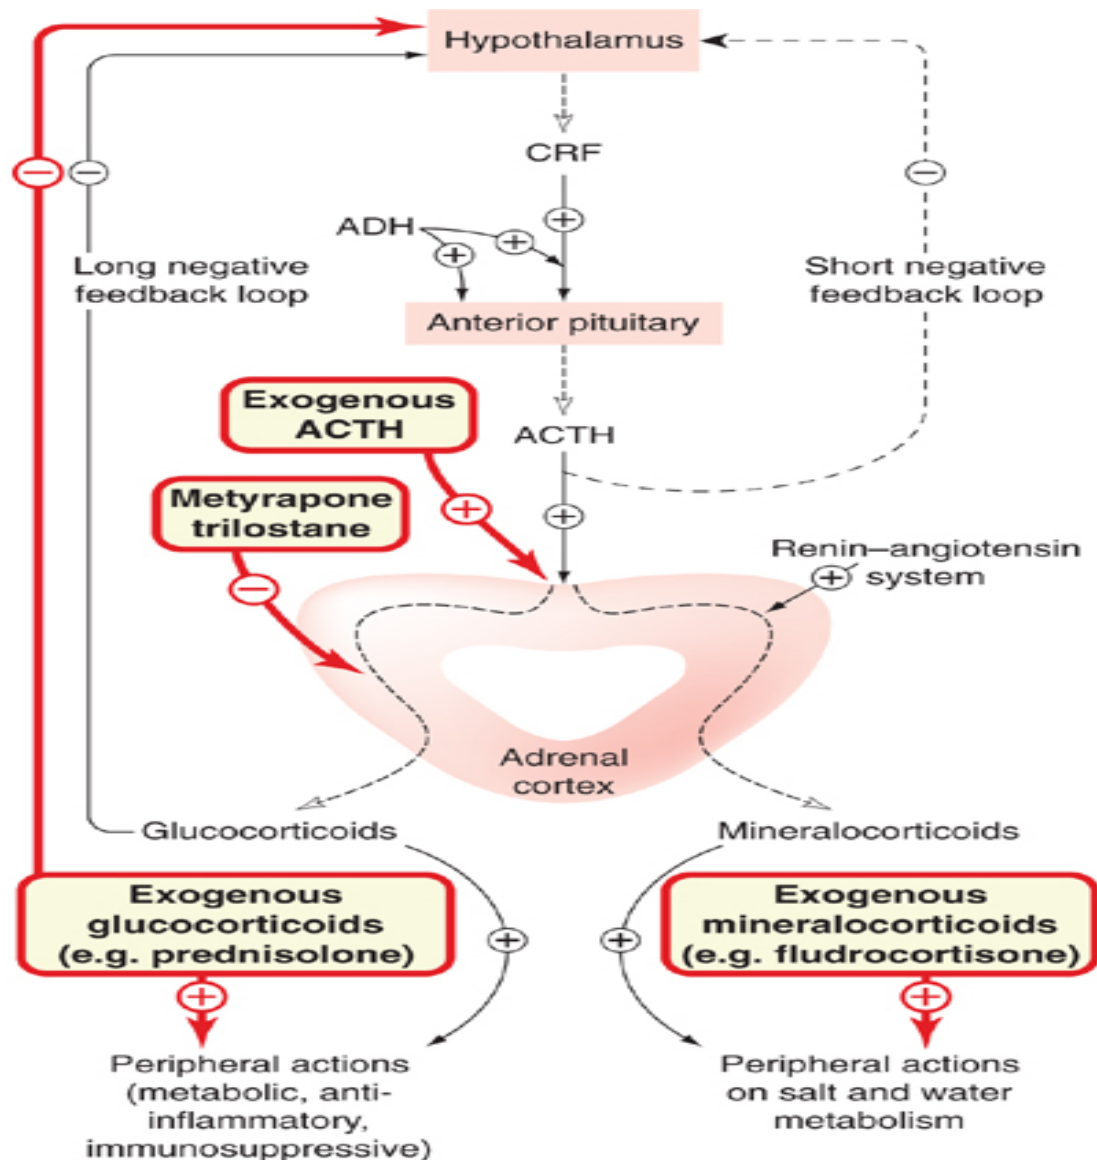 Hypothalamus
CRF
−
−
−
+
ADH
+
+
Long negative
feedback loop
Short negative
feedback loop
Anterior pituitary
Exogenous
ACTH
ACTH
Metyrapone
trilostane
+
+
Renin–angiotensin
system
+
−
Adrenal
cortex
Glucocorticoids
Mineralocorticoids
Exogenous
glucocorticoids
(e.g. prednisolone)
+
+
Exogenous
mineralocorticoids
(e.g. fludrocortisone)
+
+
Peripheral actions
(metabolic, anti-
inflammatory,
immunosuppressive)
Peripheral actions
on salt and water
metabolism